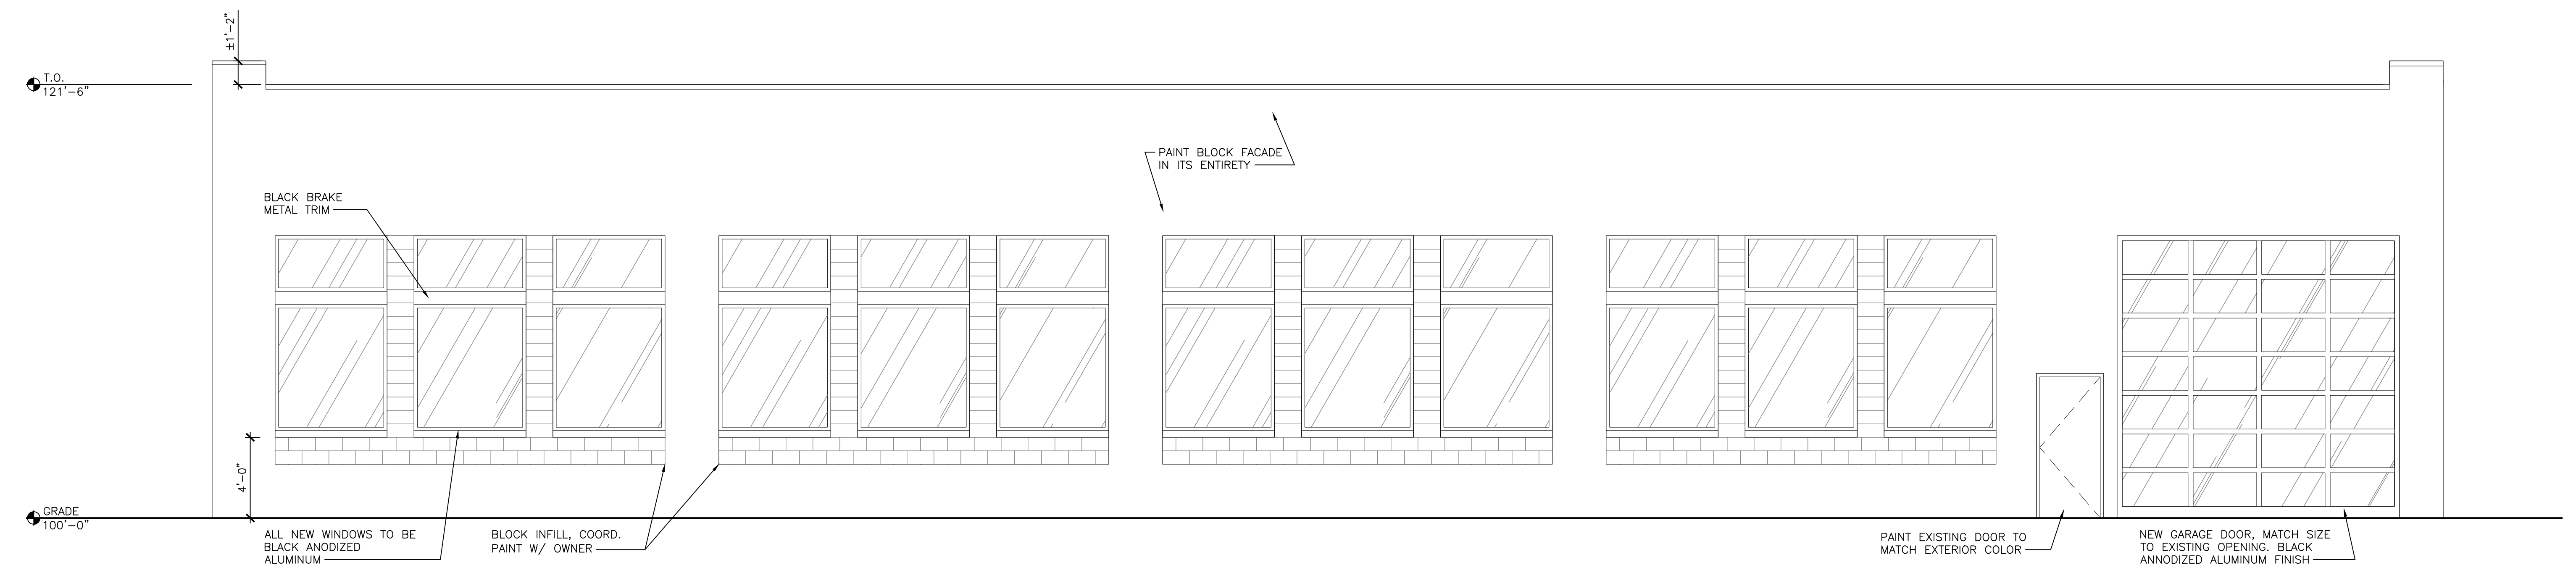 ±1'-2"
T.O.
121'-6"
PAINT BLOCK FACADE
IN ITS ENTIRETY
BLACK BRAKE
METAL TRIM
4'-0"
GRADE
100'-0"
ALL NEW WINDOWS TO BE
BLACK ANODIZED
ALUMINUM
BLOCK INFILL, COORD.
PAINT W/ OWNER
PAINT EXISTING DOOR TO
MATCH EXTERIOR COLOR
NEW GARAGE DOOR, MATCH SIZE
TO EXISTING OPENING. BLACK
ANNODIZED ALUMINUM FINISH